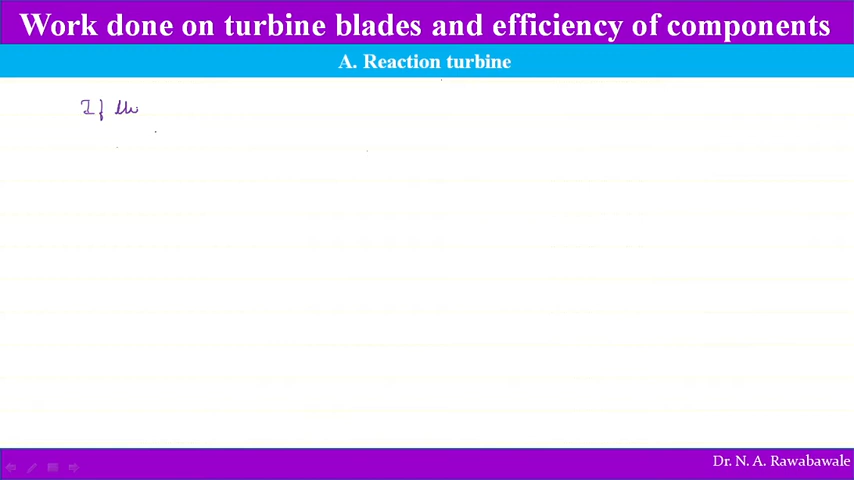 Work done on turbine blades and efficiency of components
A. Reaction turbine
If the
Dr. N. A. Rawabawale